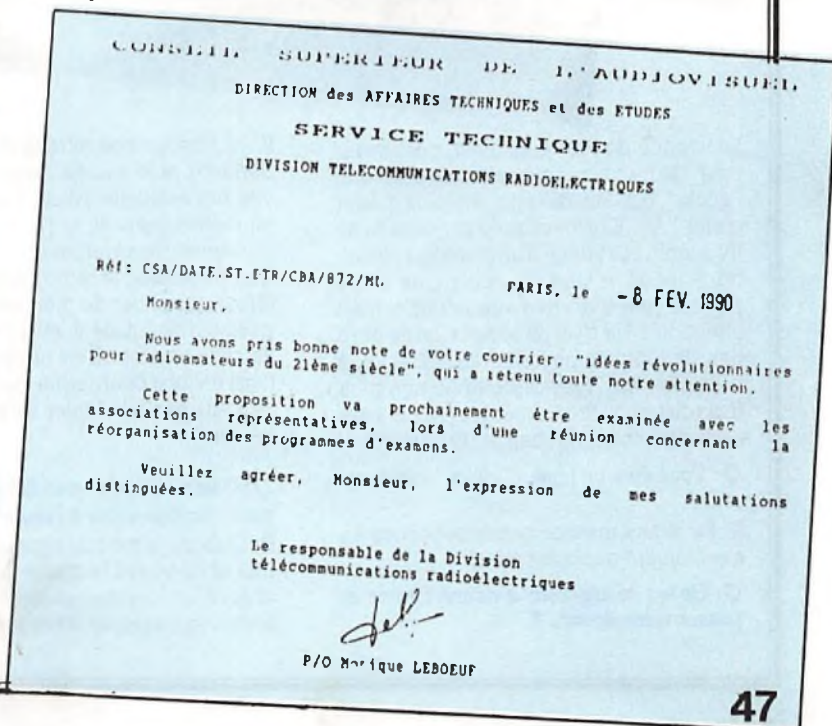 CONSEIL SUPERIEUR DE L'AUDIOVISUEL
DIRECTION des AFFAIRES TECHNIQUES et des ETUDES
SERVICE TECHNIQUE
DIVISION TELECOMMUNICATIONS RADIOELECTRIQUES
Réf: CSA/DATE.ST.ETR/CBA/872/ML
PARIS, le -8 FEV. 1990
Monsieur,
Nous avons pris bonne note de votre courrier, "idées révolutionnaires
pour radioamateurs du 21ème siècle", qui a retenu toute notre attention.
Cette proposition va prochainement être examinée avec les
associations représentatives, lors d'une réunion concernant la
réorganisation des programmes d'examens.
Veuillez agréer, Monsieur, l'expression de mes salutations
distinguées.
Le responsable de la Division
télécommunications radioélectriques
P/O Monique LEBOEUF
47